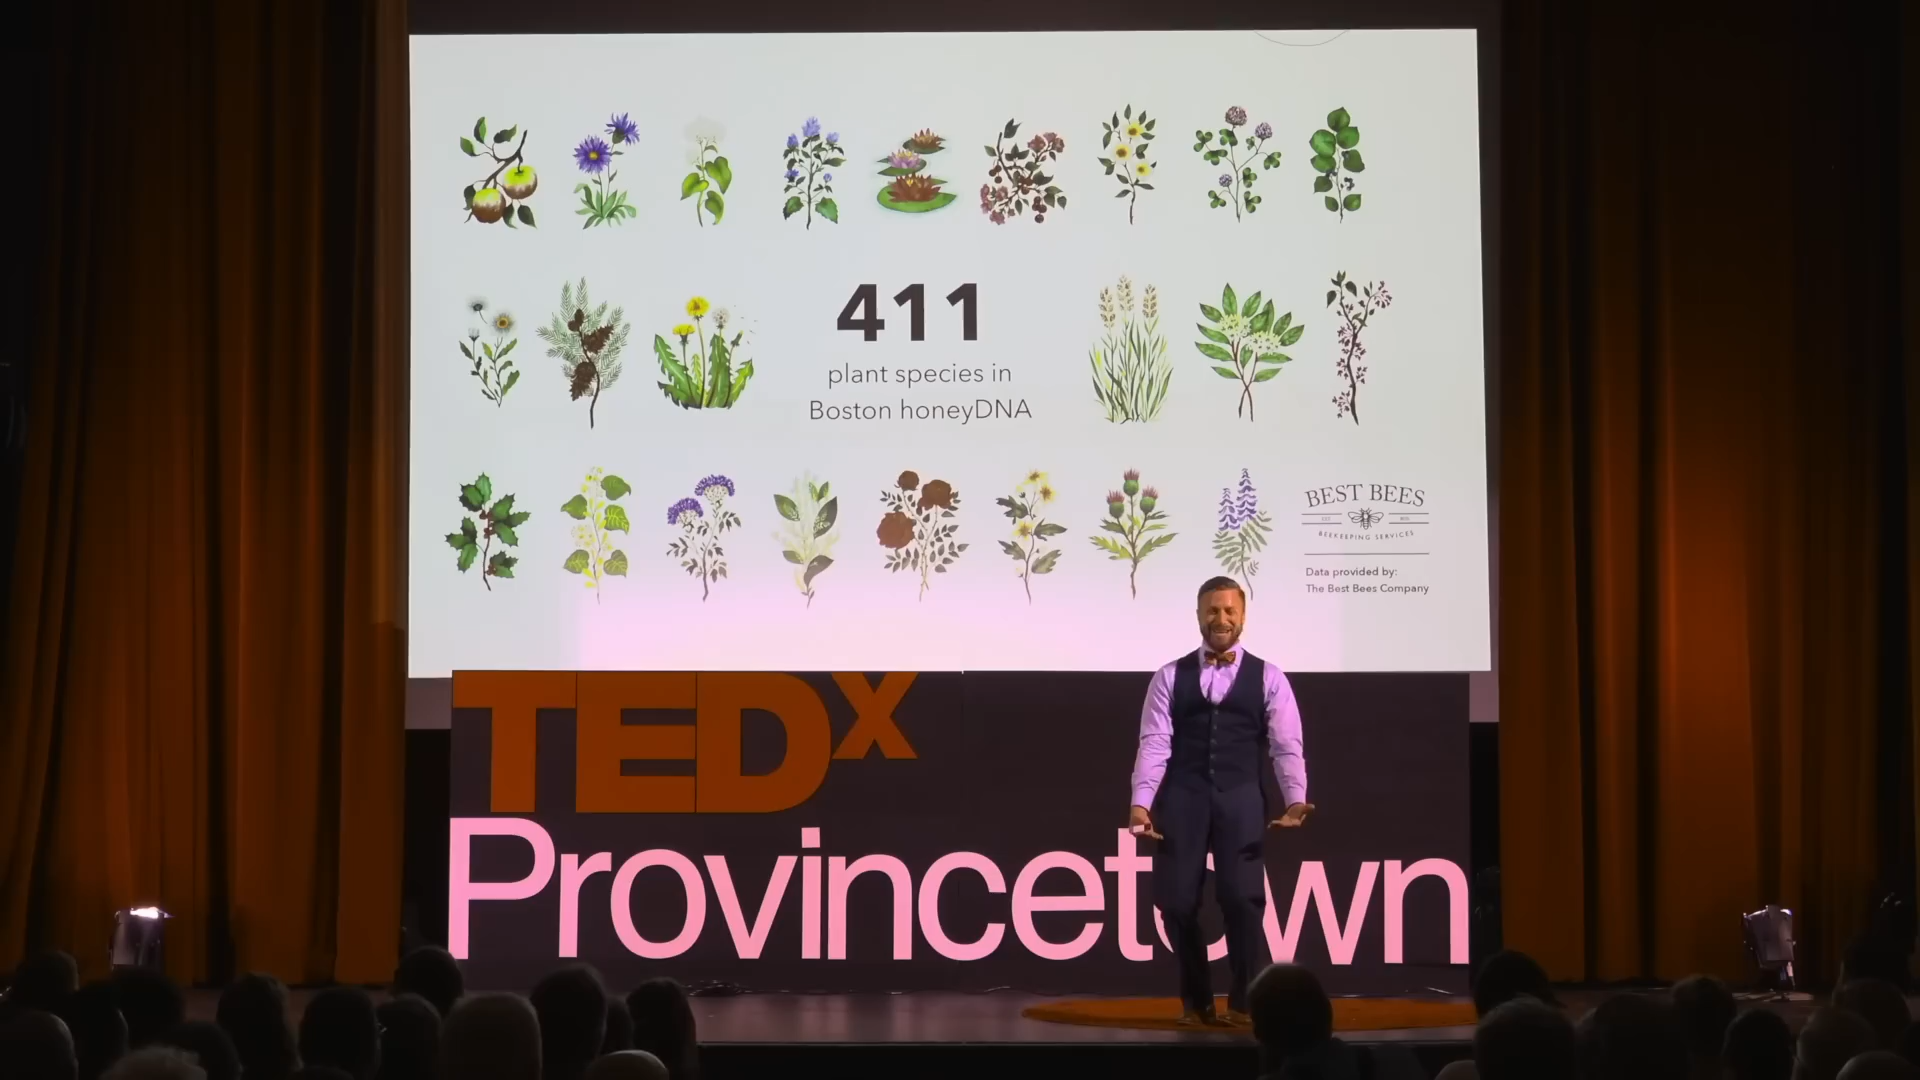 411
plant species in
Boston honeyDNA
BEST BEES
BEEKEEPING SERVICES
Data provided by:
The Best Bees Company
TEDx
Provincetown